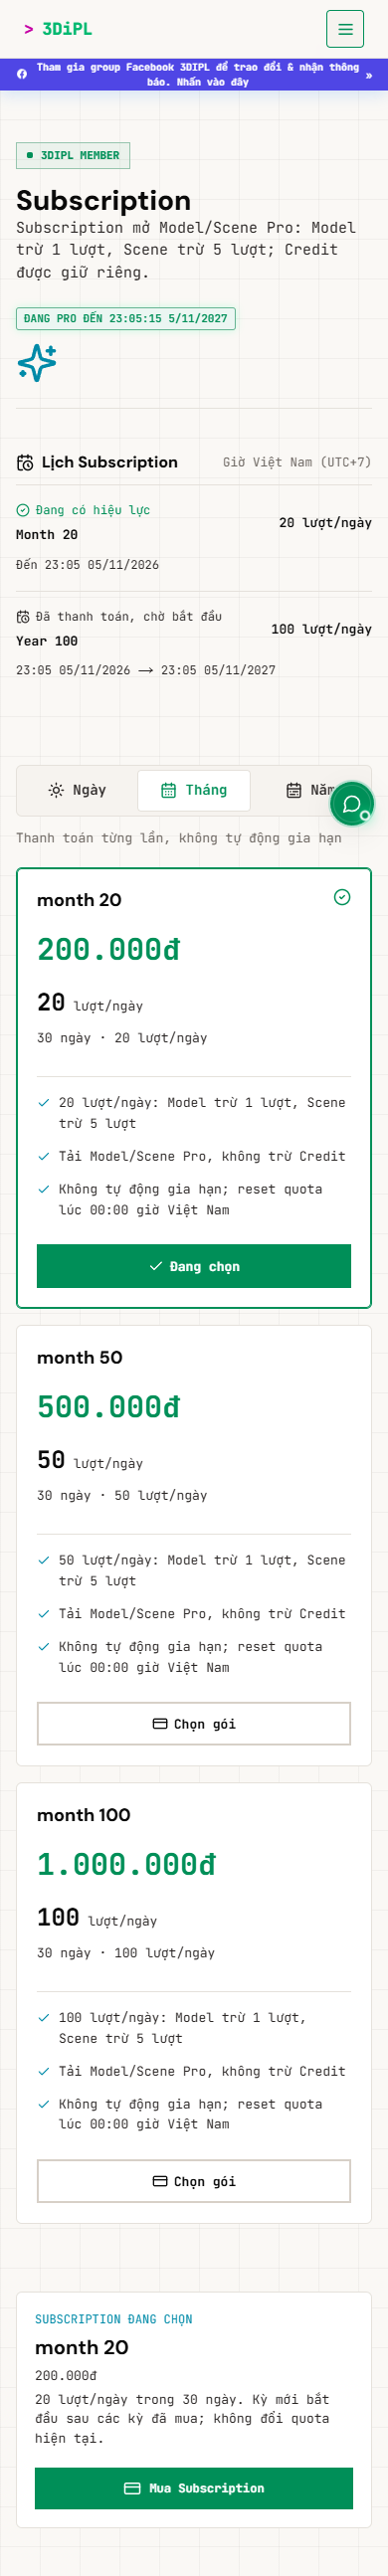 > 3DiPL
Tham gia group Facebook 3DIPL để trao đổi & nhận thông
báo. Nhấn vào đây
»
3DIPL MEMBER
Subscription
Subscription mở Model/Scene Pro: Model
trừ 1 lượt, Scene trừ 5 lượt; Credit
được giữ riêng.
ĐANG PRO ĐẾN 23:05:15 5/11/2027
Lịch Subscription
Giờ Việt Nam (UTC+7)
Đang có hiệu lực
Month 20
20 lượt/ngày
Đến 23:05 05/11/2026
Đã thanh toán, chờ bắt đầu
Year 100
100 lượt/ngày
23:05 05/11/2026 → 23:05 05/11/2027
Ngày
Tháng
Thanh toán từng lần, không tự động gia hạn
month 20
200.000đ
20 lượt/ngày
30 ngày · 20 lượt/ngày
20 lượt/ngày: Model trừ 1 lượt, Scene
trừ 5 lượt
Tải Model/Scene Pro, không trừ Credit
Không tự động gia hạn; reset quota
lúc 00:00 giờ Việt Nam
Đang chọn
month 50
500.000đ
50 lượt/ngày
30 ngày · 50 lượt/ngày
50 lượt/ngày: Model trừ 1 lượt, Scene
trừ 5 lượt
Tải Model/Scene Pro, không trừ Credit
Không tự động gia hạn; reset quota
lúc 00:00 giờ Việt Nam
Chọn gói
month 100
1.000.000đ
100 lượt/ngày
30 ngày · 100 lượt/ngày
100 lượt/ngày: Model trừ 1 lượt,
Scene trừ 5 lượt
Tải Model/Scene Pro, không trừ Credit
Không tự động gia hạn; reset quota
lúc 00:00 giờ Việt Nam
Chọn gói
SUBSCRIPTION ĐANG CHỌN
month 20
200.000đ
20 lượt/ngày trong 30 ngày. Kỳ mới bắt
đầu sau các kỳ đã mua; không đổi quota
hiện tại.
Mua Subscription